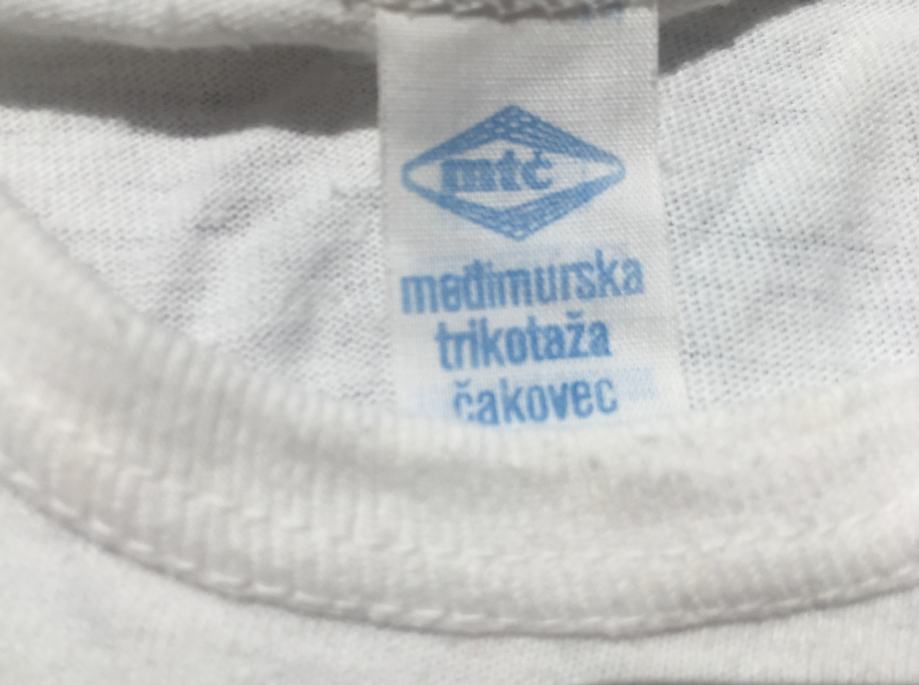 mtč
međimurska
trikotaža
čakovec